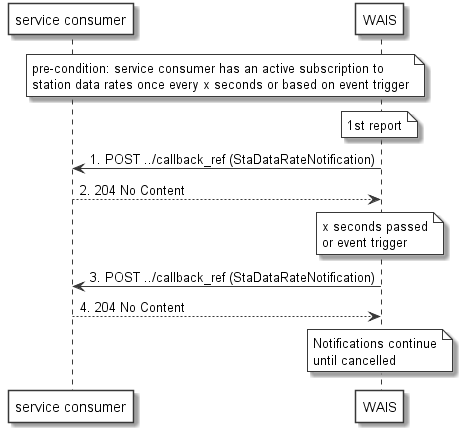 service consumer
WAIS
pre-condition: service consumer has an active subscription to
station data rates once every x seconds or based on event trigger
1st report
1. POST ../callback_ref (StaDataRateNotification)
2. 204 No Content
x seconds passed
or event trigger
3. POST ../callback_ref (StaDataRateNotification)
4. 204 No Content
Notifications continue
until cancelled
service consumer
WAIS